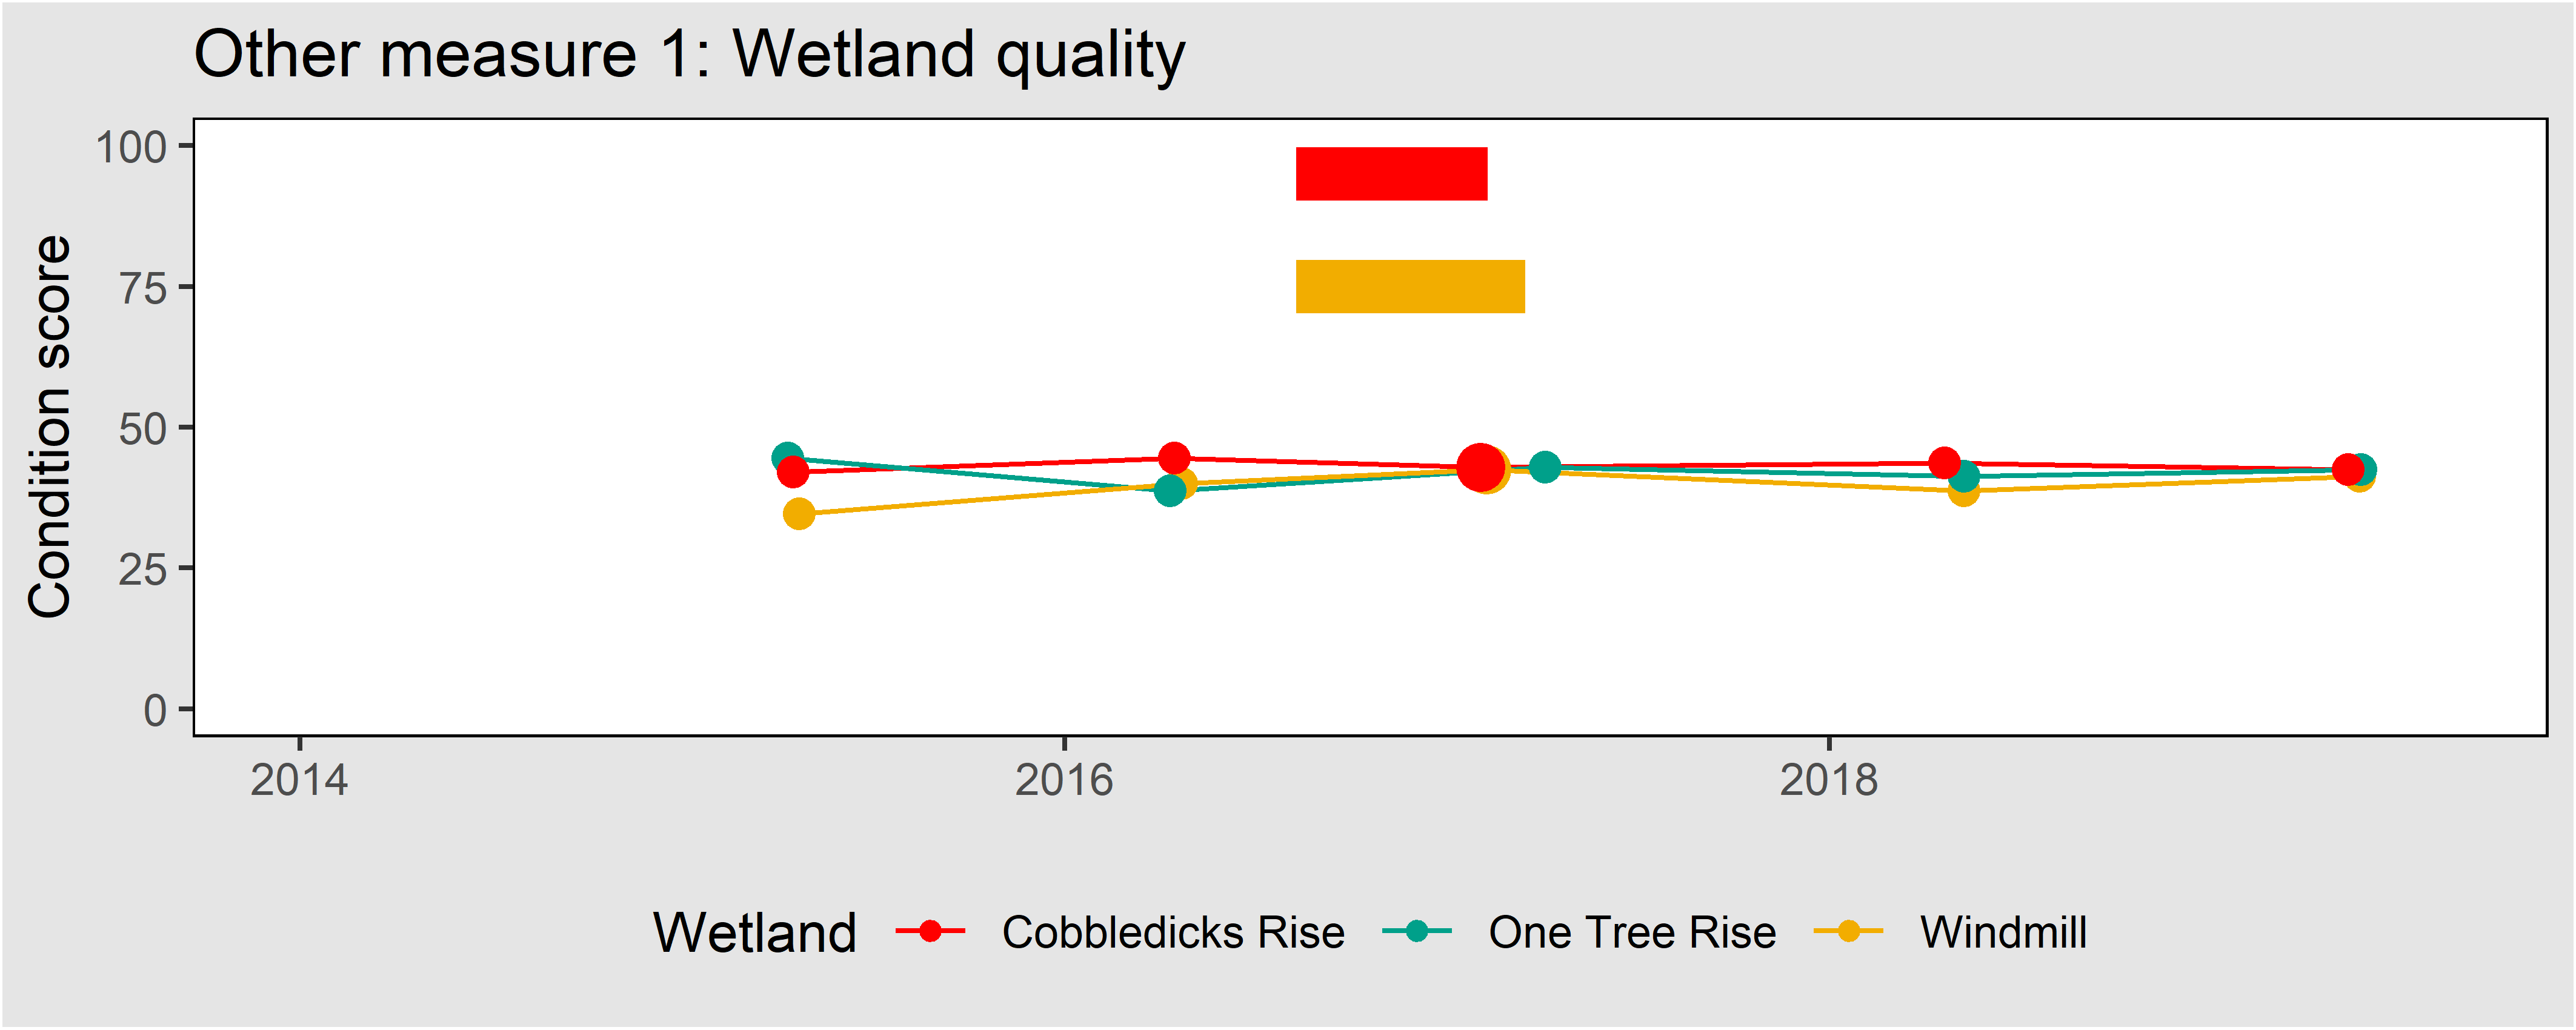 Other measure 1: Wetland quality
Condition score
100
75
50
25
0
2014 2016 2018
Wetland Cobbledicks Rise One Tree Rise Windmill